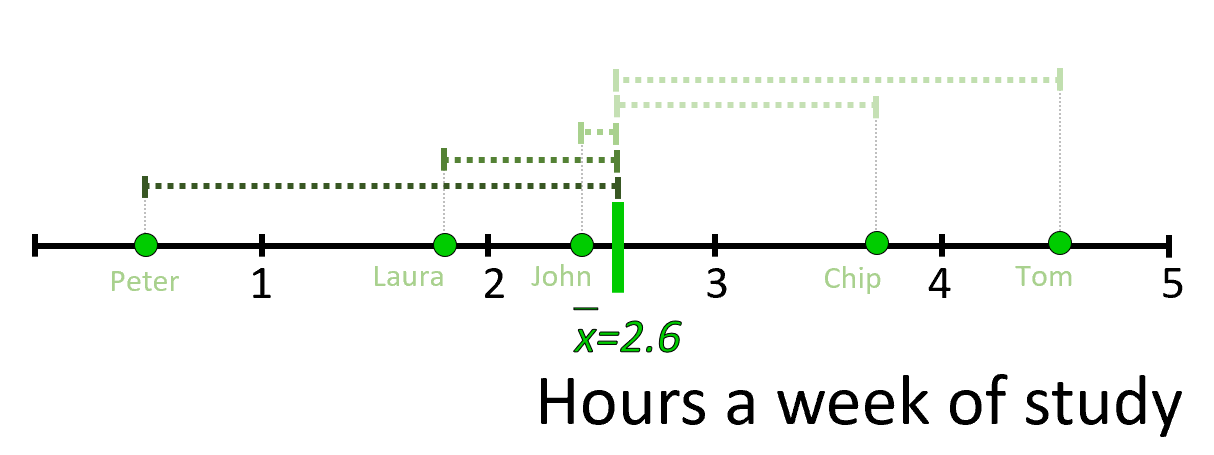 Peter 1 Laura 2 John 3 Chip 4 Tom 5
x̄=2.6
Hours a week of study